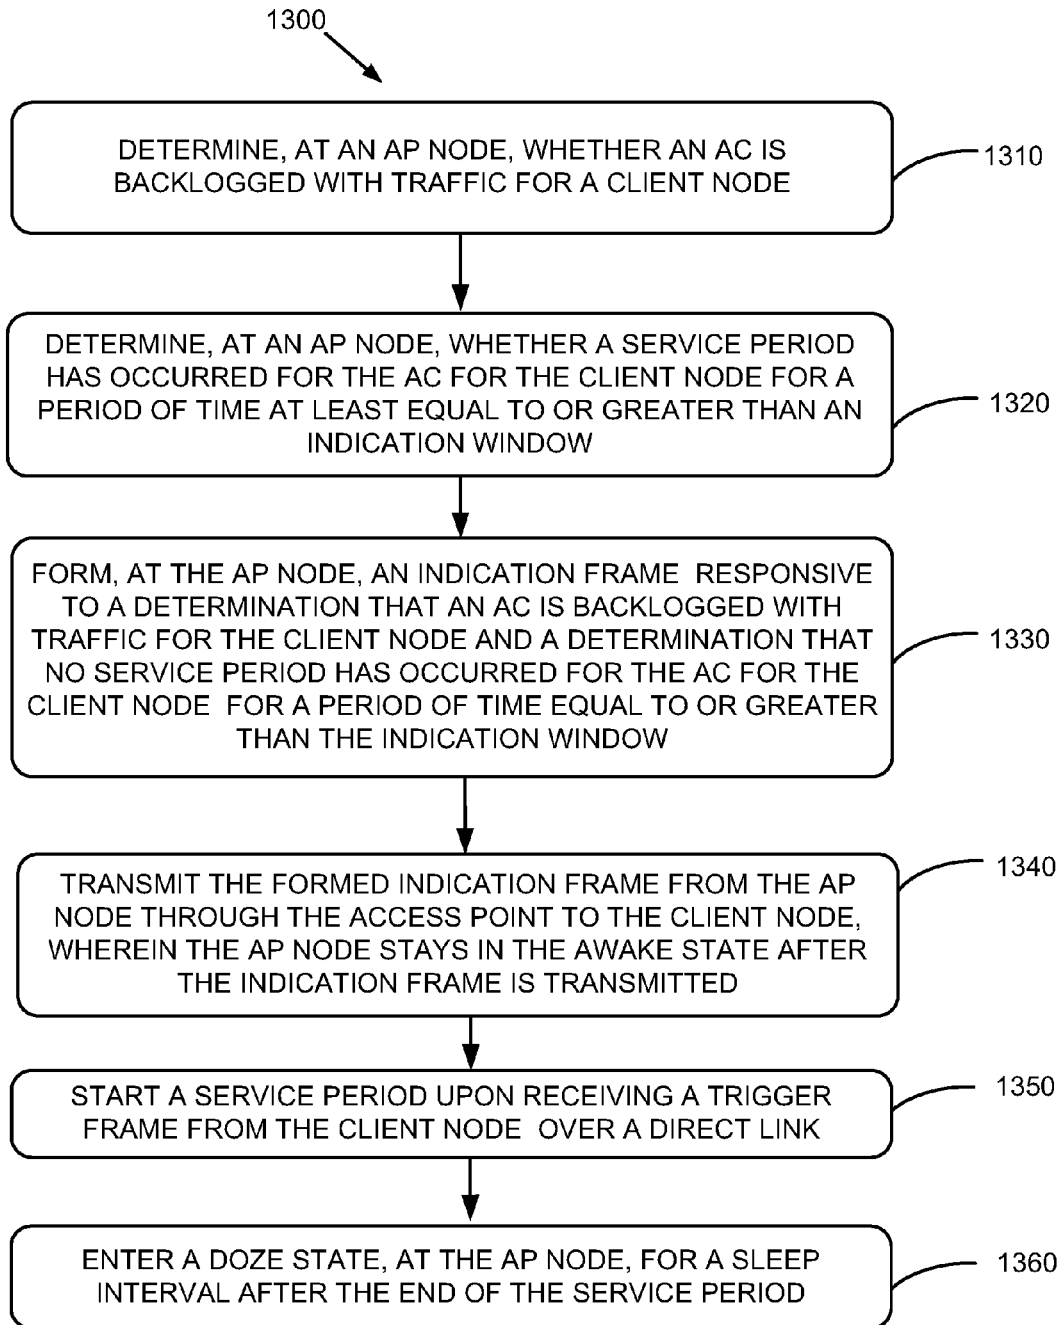 1300
DETERMINE, AT AN AP NODE, WHETHER AN AC IS
BACKLOGGED WITH TRAFFIC FOR A CLIENT NODE
1310
DETERMINE, AT AN AP NODE, WHETHER A SERVICE PERIOD
HAS OCCURRED FOR THE AC FOR THE CLIENT NODE FOR A
PERIOD OF TIME AT LEAST EQUAL TO OR GREATER THAN AN
INDICATION WINDOW
1320
FORM, AT THE AP NODE, AN INDICATION FRAME RESPONSIVE
TO A DETERMINATION THAT AN AC IS BACKLOGGED WITH
TRAFFIC FOR THE CLIENT NODE AND A DETERMINATION THAT
NO SERVICE PERIOD HAS OCCURRED FOR THE AC FOR THE
CLIENT NODE FOR A PERIOD OF TIME EQUAL TO OR GREATER
THAN THE INDICATION WINDOW
1330
TRANSMIT THE FORMED INDICATION FRAME FROM THE AP
NODE THROUGH THE ACCESS POINT TO THE CLIENT NODE,
WHEREIN THE AP NODE STAYS IN THE AWAKE STATE AFTER
THE INDICATION FRAME IS TRANSMITTED
1340
START A SERVICE PERIOD UPON RECEIVING A TRIGGER
FRAME FROM THE CLIENT NODE OVER A DIRECT LINK
1350
ENTER A DOZE STATE, AT THE AP NODE, FOR A SLEEP
INTERVAL AFTER THE END OF THE SERVICE PERIOD
1360